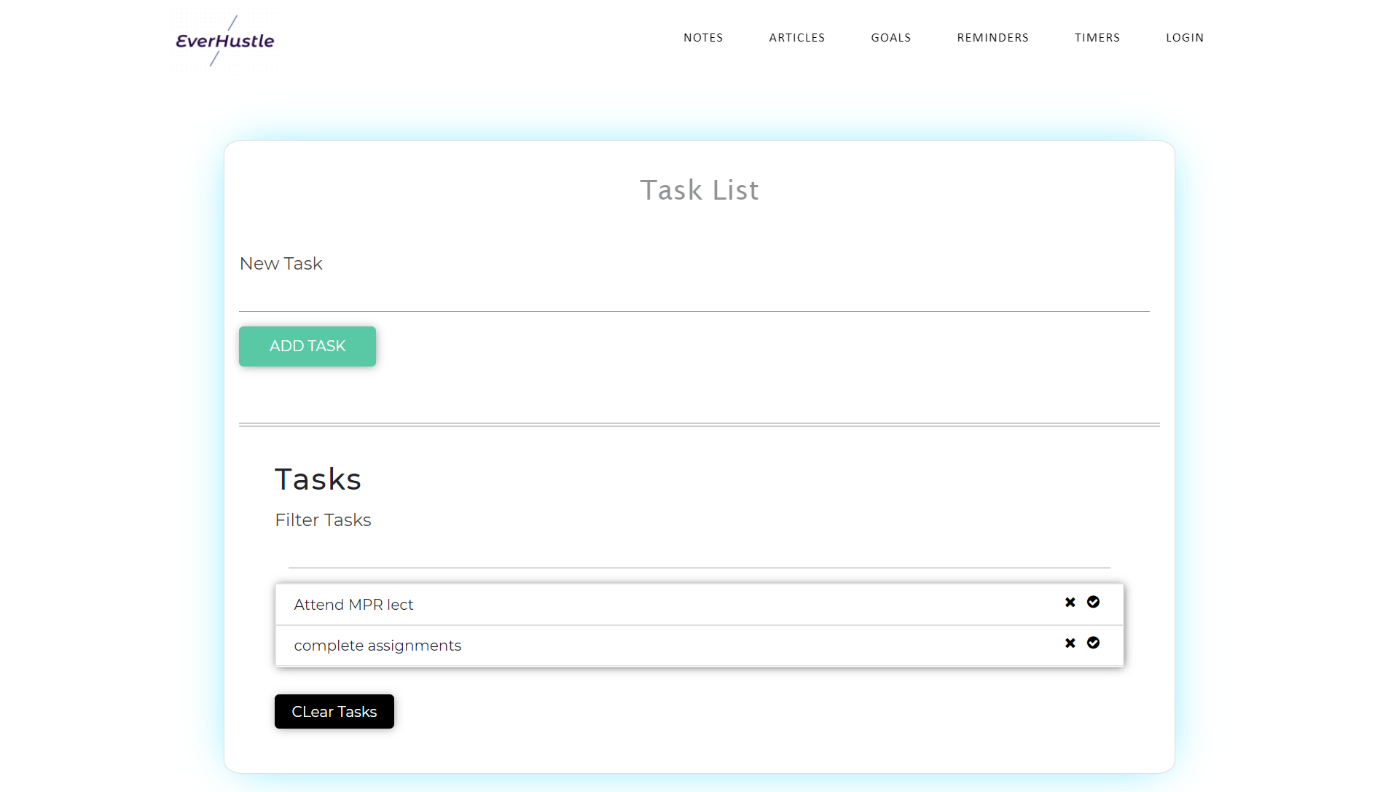 EverHustle
NOTES ARTICLES GOALS REMINDERS TIMERS LOGIN
Task List
New Task
ADD TASK
Tasks
Filter Tasks
Attend MPR lect
complete assignments
CLear Tasks